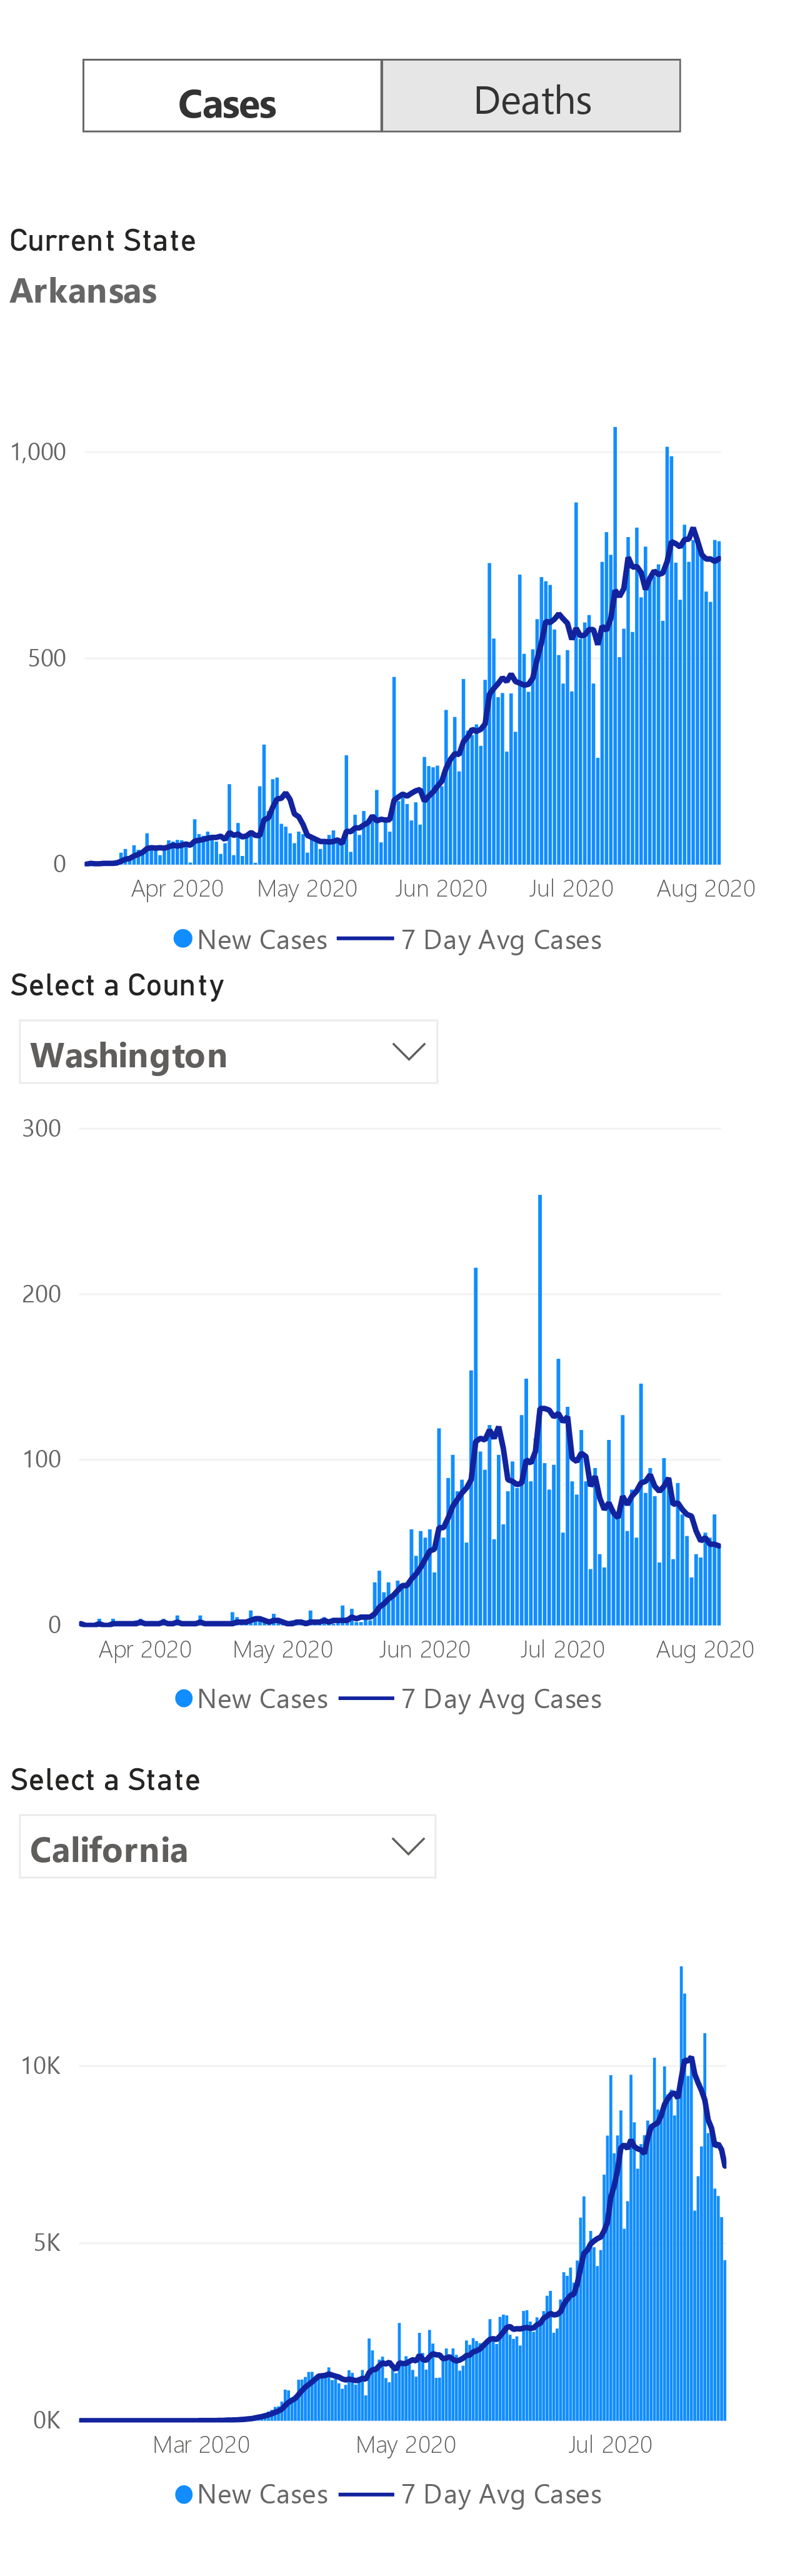 Cases Deaths
Current State
Arkansas
1,000
500
0
Apr 2020 May 2020 Jun 2020 Jul 2020 Aug 2020
New Cases 7 Day Avg Cases
Select a County
Washington
300
200
100
0
Apr 2020 May 2020 Jun 2020 Jul 2020 Aug 2020
New Cases 7 Day Avg Cases
Select a State
California
10K
5K
0K
Mar 2020 May 2020 Jul 2020
New Cases 7 Day Avg Cases